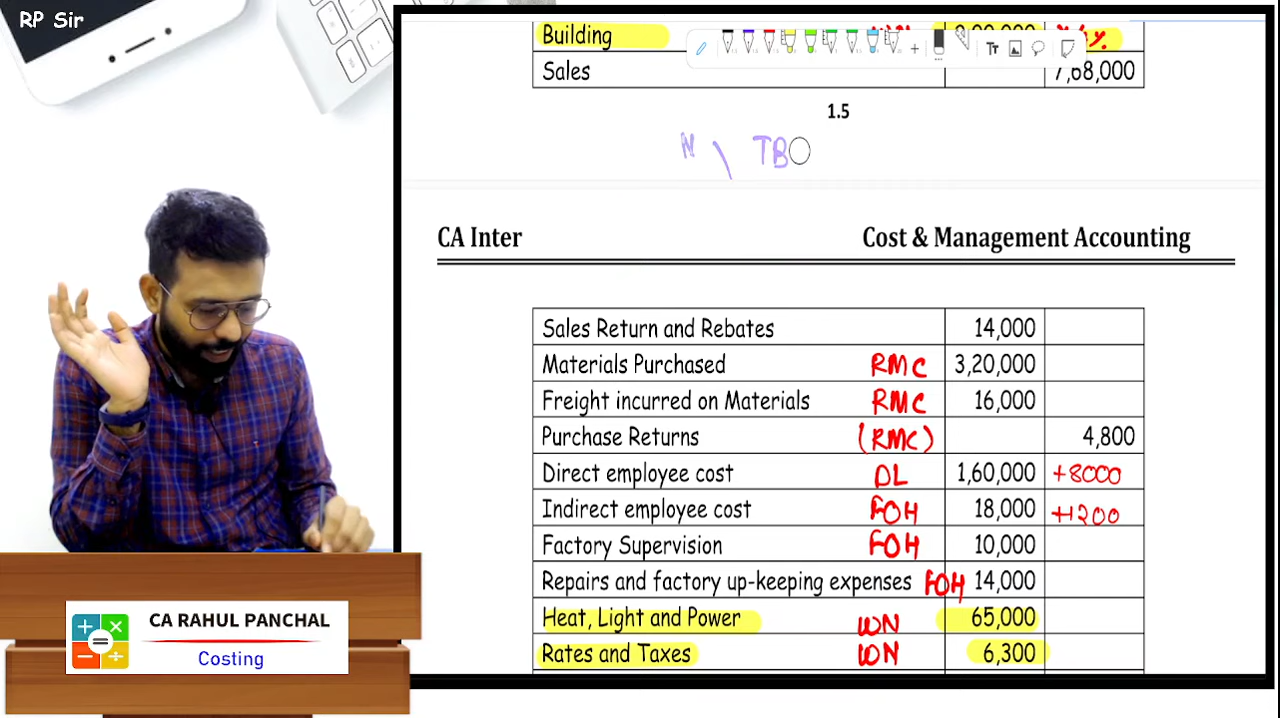 RP Sir
Building
Sales 7,68,000
1.5
N \ TBO
CA Inter Cost & Management Accounting
Sales Return and Rebates 14,000
Materials Purchased RMC 3,20,000
Freight incurred on Materials RMC 16,000
Purchase Returns (RMC) 4,800
Direct employee cost DL 1,60,000 +8000
Indirect employee cost FOH 18,000 +1200
Factory Supervision FOH 10,000
Repairs and factory up-keeping expenses FOH 14,000
Heat, Light and Power WN 65,000
Rates and Taxes WN 6,300
CA RAHUL PANCHAL
Costing
Tт